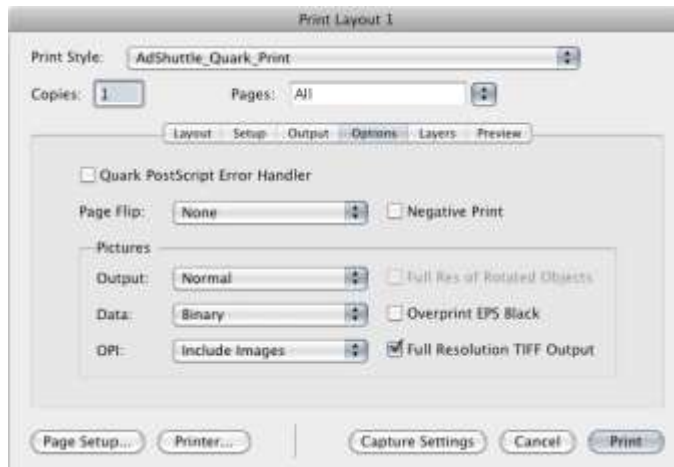 Print Layout 1
Print Style: AdShuttle_Quark_Print
Copies: 1 Pages: All
Layout Setup Output Options Layers Preview
Quark PostScript Error Handler
Page Flip: None Negative Print
Pictures
Output: Normal Full Res of Rotated Objects
Data: Binary Overprint EPS Black
OPI: Include Images Full Resolution TIFF Output
Page Setup... Printer... Capture Settings Cancel Print